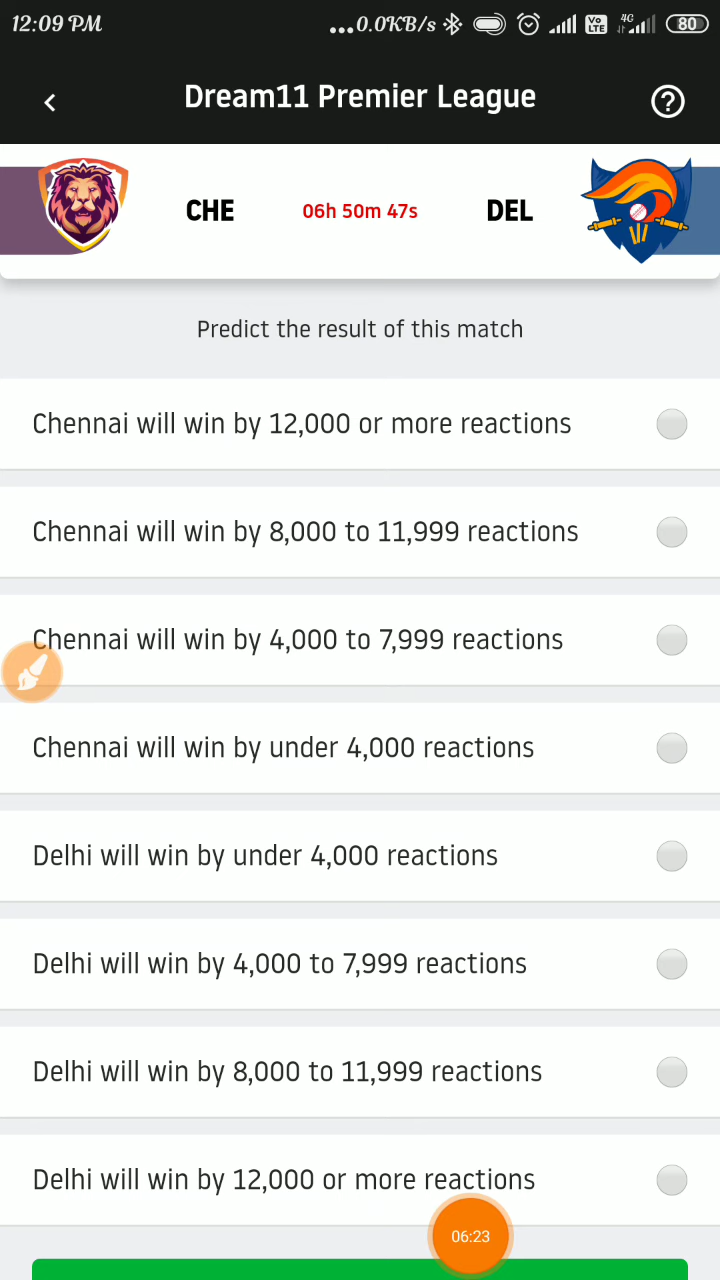 12:09 PM
...0.0KB/s
Vo LTE
4G
80
Dream11 Premier League
?
CHE
06h 50m 47s
DEL
Predict the result of this match
Chennai will win by 12,000 or more reactions
Chennai will win by 8,000 to 11,999 reactions
Chennai will win by 4,000 to 7,999 reactions
Chennai will win by under 4,000 reactions
Delhi will win by under 4,000 reactions
Delhi will win by 4,000 to 7,999 reactions
Delhi will win by 8,000 to 11,999 reactions
Delhi will win by 12,000 or more reactions
06:23